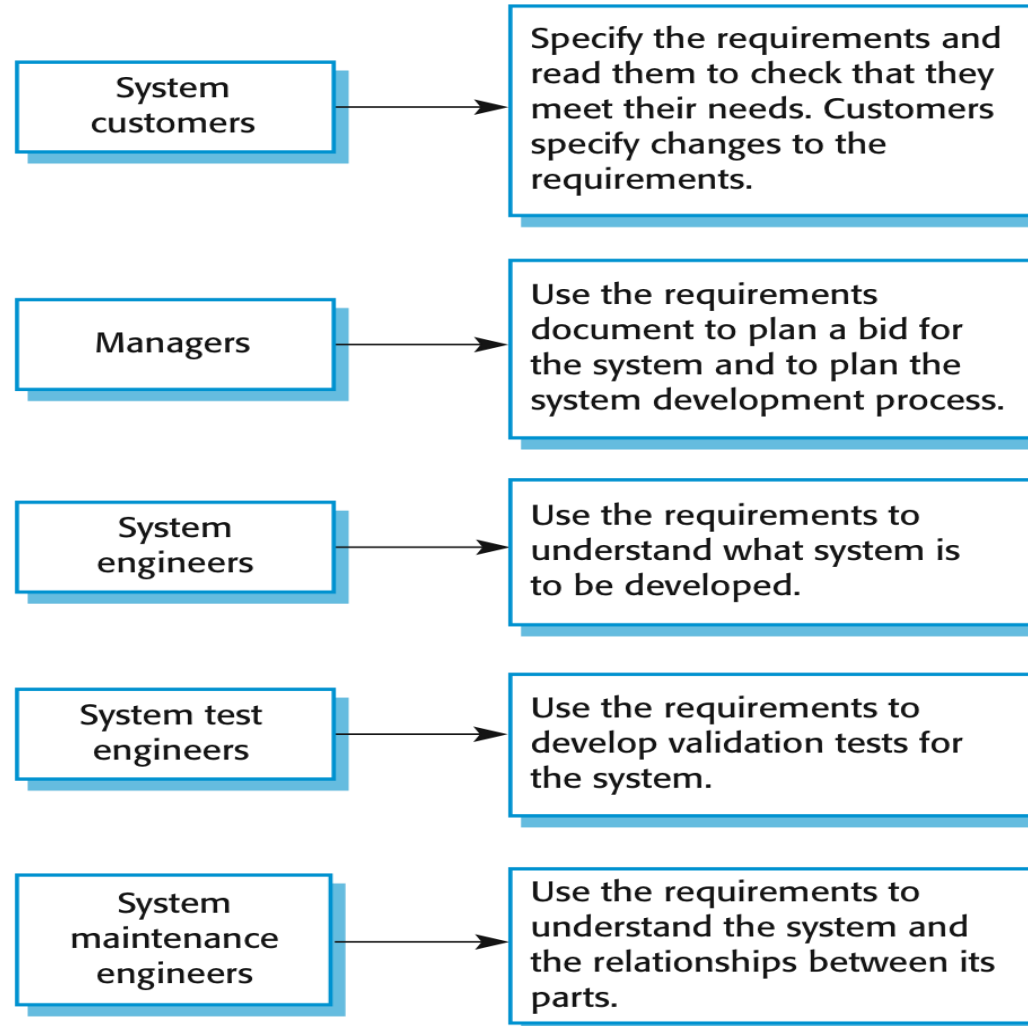 System
customers
Specify the requirements and
read them to check that they
meet their needs. Customers
specify changes to the
requirements.
Managers
Use the requirements
document to plan a bid for
the system and to plan the
system development process.
System
engineers
Use the requirements to
understand what system is
to be developed.
System test
engineers
Use the requirements to
develop validation tests for
the system.
System
maintenance
engineers
Use the requirements to
understand the system and
the relationships between its
parts.